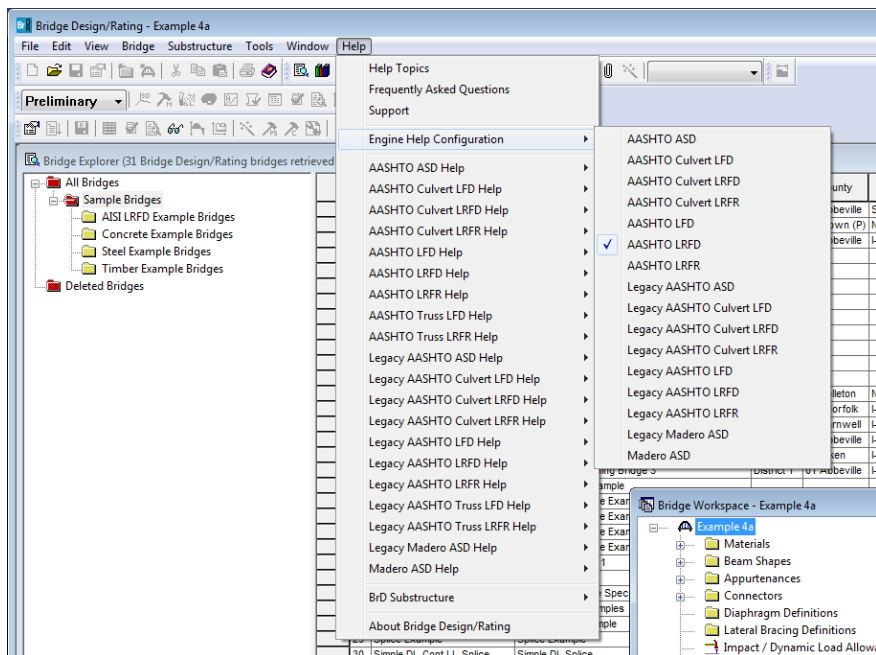 Bridge Design/Rating - Example 4a
File Edit View Bridge Substructure Tools Window Help
Preliminary
Help Topics
Frequently Asked Questions
Support
Engine Help Configuration
AASHTO ASD Help
AASHTO Culvert LFD Help
AASHTO Culvert LRFD Help
AASHTO Culvert LRFR Help
AASHTO LFD Help
AASHTO LRFD Help
AASHTO LRFR Help
AASHTO Truss LFD Help
AASHTO Truss LRFR Help
Legacy AASHTO ASD Help
Legacy AASHTO Culvert LFD Help
Legacy AASHTO Culvert LRFD Help
Legacy AASHTO Culvert LRFR Help
Legacy AASHTO LFD Help
Legacy AASHTO LRFD Help
Legacy AASHTO LRFR Help
Legacy AASHTO Truss LFD Help
Legacy AASHTO Truss LRFR Help
Legacy Madero ASD Help
Madero ASD Help
BrD Substructure
About Bridge Design/Rating
AASHTO ASD
AASHTO Culvert LFD
AASHTO Culvert LRFD
AASHTO Culvert LRFR
AASHTO LFD
AASHTO LRFD
AASHTO LRFR
Legacy AASHTO ASD
Legacy AASHTO Culvert LFD
Legacy AASHTO Culvert LRFD
Legacy AASHTO Culvert LRFR
Legacy AASHTO LFD
Legacy AASHTO LRFD
Legacy AASHTO LRFR
Legacy Madero ASD
Madero ASD
Bridge Explorer (31 Bridge Design/Rating bridges retrieved
All Bridges
Sample Bridges
AISI LRFD Example Bridges
Concrete Example Bridges
Steel Example Bridges
Timber Example Bridges
Deleted Bridges
unty
Bridge Workspace - Example 4a
Example 4a
Materials
Beam Shapes
Appurtenances
Connectors
Diaphragm Definitions
Lateral Bracing Definitions
Impact / Dynamic Load Allow